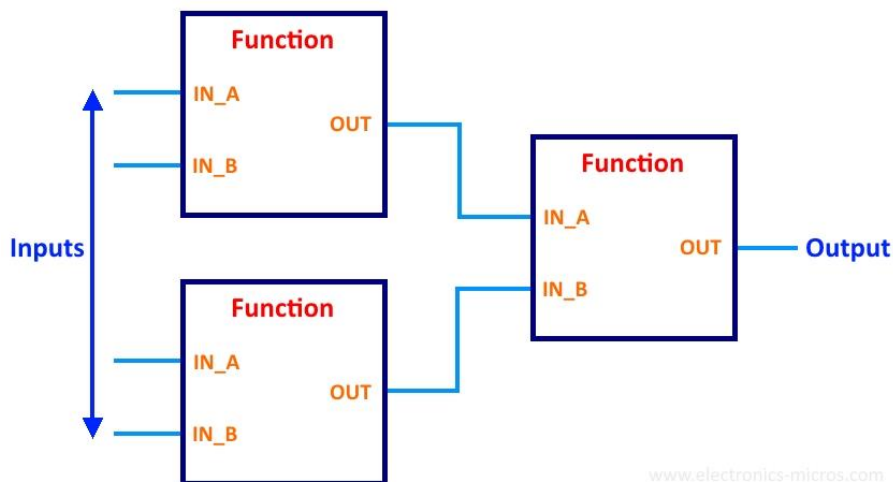 Function
IN_A
OUT
IN_B
Function
IN_A
OUT
IN_B
Inputs
Output
Function
IN_A
OUT
IN_B
www.electronics-micros.com